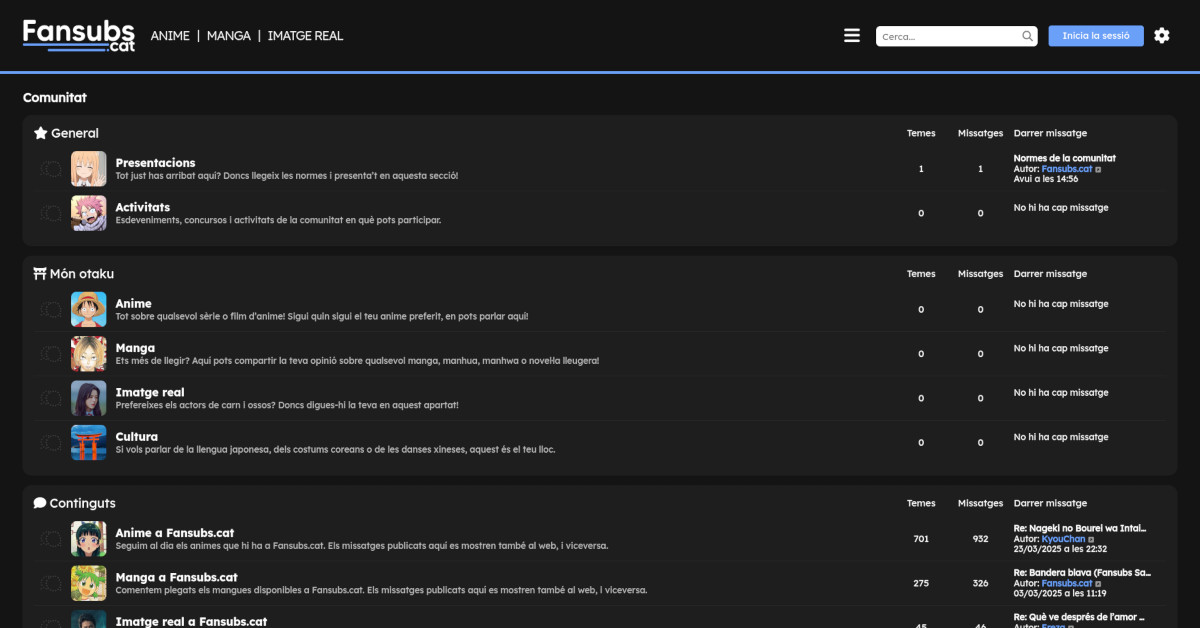 Fansubs.cat
ANIME | MANGA | IMATGE REAL
Cerca...
Inicia la sessió
Comunitat
General
Temes Missatges Darrer missatge
Presentacions
Tot just has arribat aquí? Doncs llegeix les normes i presenta't en aquesta secció!
1 1
Normes de la comunitat
Autor: Fansubs.cat
Avui a les 14:56
Activitats
Esdeveniments, concursos i activitats de la comunitat en què pots participar.
0 0 No hi ha cap missatge
Món otaku
Temes Missatges Darrer missatge
Anime
Tot sobre qualsevol sèrie o film d'anime! Sigui quin sigui el teu anime preferit, en pots parlar aquí!
0 0 No hi ha cap missatge
Manga
Ets més de llegir? Aquí pots compartir la teva opinió sobre qualsevol manga, manhua, manhwa o novel·la lleugera!
0 0 No hi ha cap missatge
Imatge real
Prefereixes els actors de carn i ossos? Doncs digues-hi la teva en aquest apartat!
0 0 No hi ha cap missatge
Cultura
Si vols parlar de la llengua japonesa, dels costums coreans o de les danses xineses, aquest és el teu lloc.
0 0 No hi ha cap missatge
Continguts
Temes Missatges Darrer missatge
Anime a Fansubs.cat
Seguim al dia els animes que hi ha a Fansubs.cat. Els missatges publicats aquí es mostren també al web, i viceversa.
701 932
Re: Nageki no Bourei wa Intai...
Autor: KyouChan
23/03/2025 a les 22:32
Manga a Fansubs.cat
Comentem plegats els mangues disponibles a Fansubs.cat. Els missatges publicats aquí es mostren també al web, i viceversa.
275 326
Re: Bandera blava (Fansubs Sa...
Autor: Fansubs.cat
03/03/2025 a les 11:19
Imatge real a Fansubs.cat
45 46
Re: Què ve després de l'amor ...
Autor: Freza